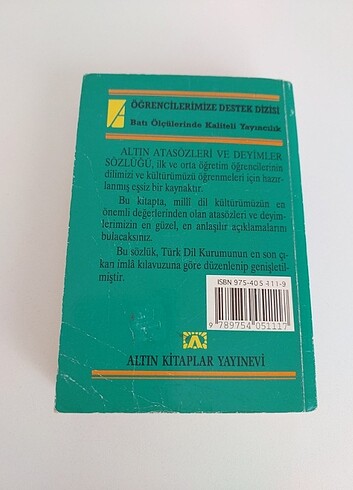 ÖĞRENCİLERİMİZE DESTEK DİZİSİ
Batı Ölçülerinde Kaliteli Yayıncılık
ALTIN ATASÖZLERİ VE DEYİMLER
SÖZLÜĞÜ, ilk ve orta öğretim öğrencilerinin
dilimizi ve kültürümüzü öğrenmeleri için hazır-
lanmış eşsiz bir kaynaktır.
Bu kitapta, millî dil kültürümüzün en
önemli değerlerinden olan atasözleri ve deyim-
lerimizin en güzel, en anlaşılır açıklamalarını
bulacaksınız.
Bu sözlük, Türk Dil Kurumunun en son çı-
kan imlâ kılavuzuna göre düzenlenip genişletil-
miştir.
ISBN 975-405-411-9
9789754051117
ALTIN KİTAPLAR YAYINEVİ